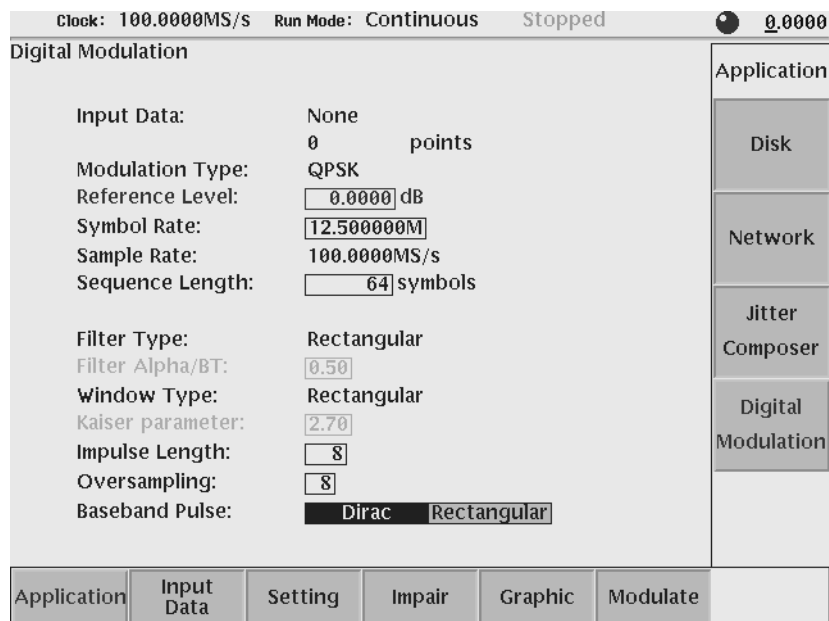 Clock: 100.0000MS/s Run Mode: Continuous Stopped 0.0000
Digital Modulation
Input Data: None
0 points
Modulation Type: QPSK
Reference Level: 0.0000 dB
Symbol Rate: 12.500000M
Sample Rate: 100.0000MS/s
Sequence Length: 64 symbols
Filter Type: Rectangular
Filter Alpha/BT: 0.50
Window Type: Rectangular
Kaiser parameter: 2.70
Impulse Length: 8
Oversampling: 8
Baseband Pulse: Dirac Rectangular
Application
Disk
Network
Jitter
Composer
Digital
Modulation
Application
Input
Data
Setting
Impair
Graphic
Modulate